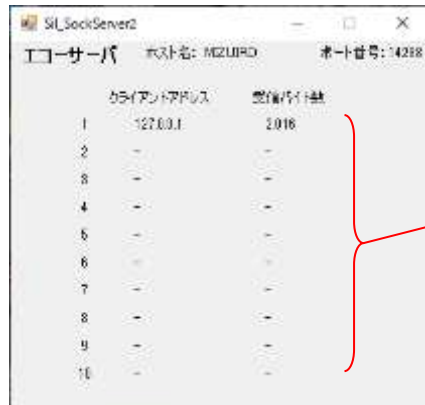 Sil_SockServer2
エコーサーバ ホスト名: MIZUIRO ポート番号: 14288
クライアントアドレス 受信バイト数
1 127.0.0.1 2,016
2 - -
3 - -
4 - -
5 - -
6 - -
7 - -
8 - -
9 - -
10 - -